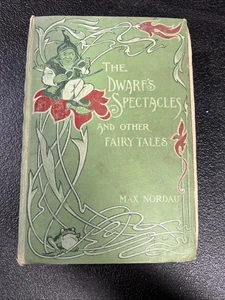 THE
DWARF'S
SPECTACLES
AND OTHER
FAIRY TALES
MAX NORDAU